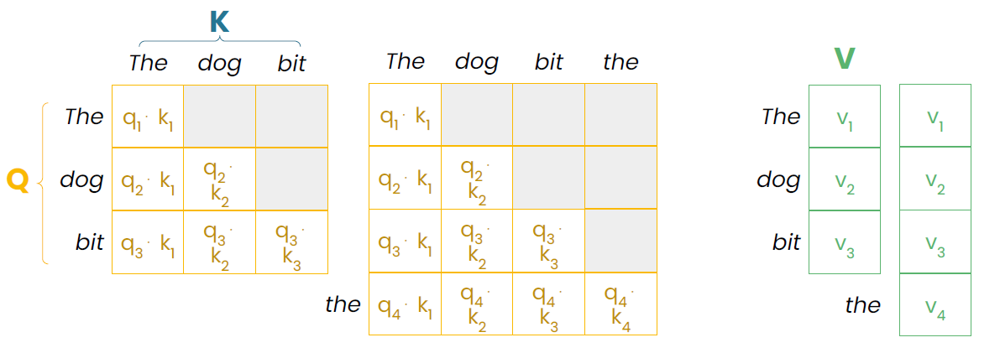 K
The dog bit
The dog bit the
V
Q
The q1· k1
q1· k1
The v1 v1
dog q2· k1 q2· k2
q2· k1 q2· k2
dog v2 v2
bit q3· k1 q3· k2 q3· k3
q3· k1 q3· k2 q3· k3
bit v3 v3
the q4· k1 q4· k2 q4· k3 q4· k4
the v4